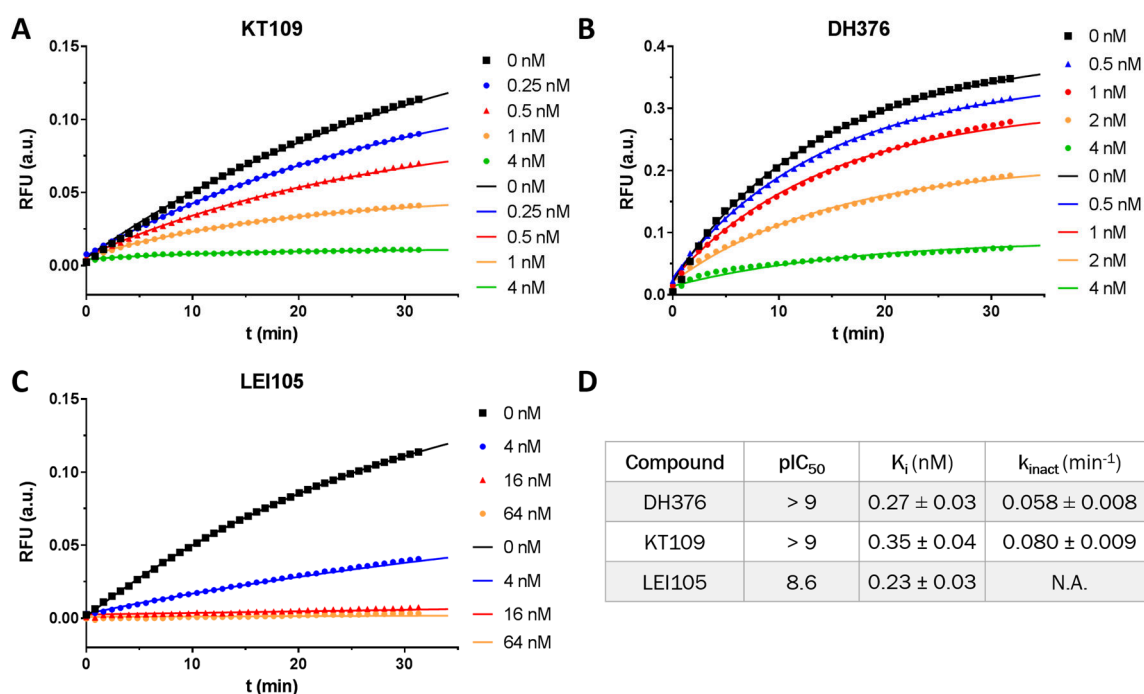 A
KT109
RFU (a.u.)
0.15
0.10
0.05
0.00
0
10
20
30
t (min)
0 nM
0.25 nM
0.5 nM
1 nM
4 nM
0 nM
0.25 nM
0.5 nM
1 nM
4 nM
B
DH376
RFU (a.u.)
0.4
0.3
0.2
0.1
0.0
0
10
20
30
t (min)
0 nM
0.5 nM
1 nM
2 nM
4 nM
0 nM
0.5 nM
1 nM
2 nM
4 nM
C
LEI105
RFU (a.u.)
0.15
0.10
0.05
0.00
0
10
20
30
t (min)
0 nM
4 nM
16 nM
64 nM
0 nM
4 nM
16 nM
64 nM
D
Compound pIC50 Ki (nM) kinact (min-1)
DH376 > 9 0.27 ± 0.03 0.058 ± 0.008
KT109 > 9 0.35 ± 0.04 0.080 ± 0.009
LEI105 8.6 0.23 ± 0.03 N.A.